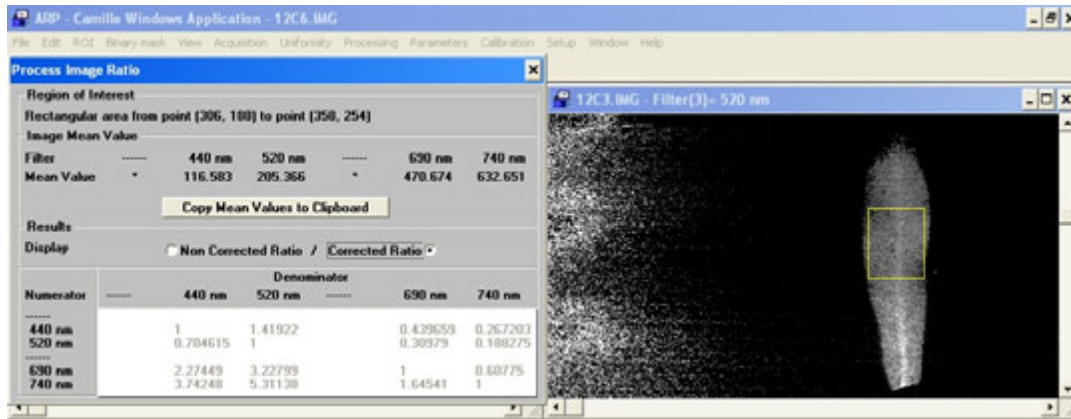 ARP - Camille Windows Application - 12C6.IMG
File Edit ROI Binary mask View Acquisition Uniformity Processing Parameters Calibration Setup Window Help
Process Image Ratio
Region of Interest
Rectangular area from point (306, 180) to point (350, 254)
Image Mean Value
Filter ------ 440 nm 520 nm ------ 690 nm 740 nm
Mean Value * 116.583 205.366 * 470.674 632.651
Copy Mean Values to Clipboard
Results
Display Non Corrected Ratio / Corrected Ratio
Denominator
Numerator ------ 440 nm 520 nm ------ 690 nm 740 nm
------
440 nm 1 1.41922 0.439659 0.267203
520 nm 0.704615 1 0.30979 0.188275
------
690 nm 2.27449 3.22799 1 0.60775
740 nm 3.74248 5.31138 1.64541 1
12C3.IMG - Filter(3)= 520 nm